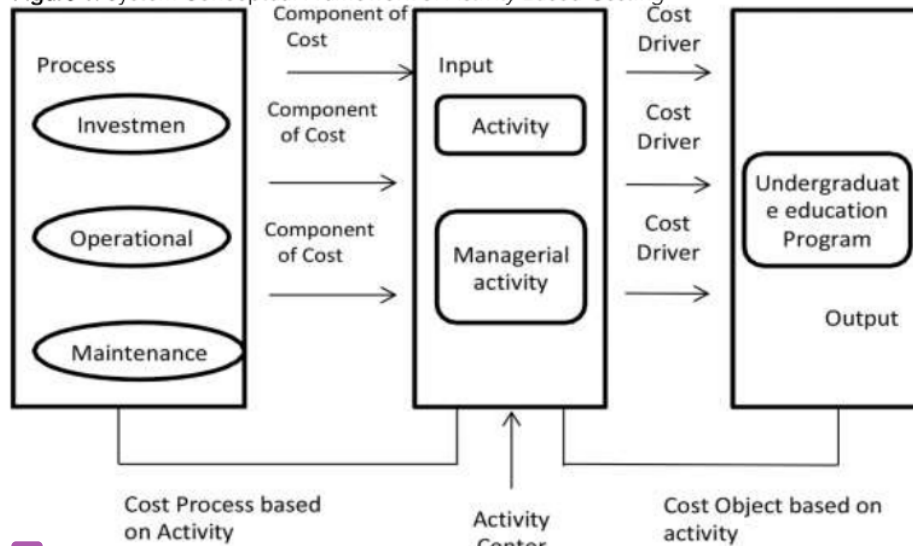 Component of
Cost
Cost
Driver
Process
Input
Component
of Cost
Cost
Driver
Investmen
Activity
Undergraduat
e education
Program
Component
of Cost
Cost
Driver
Operational
Managerial
activity
Output
Maintenance
Cost Process based
on Activity
Activity
Center
Cost Object based on
activity